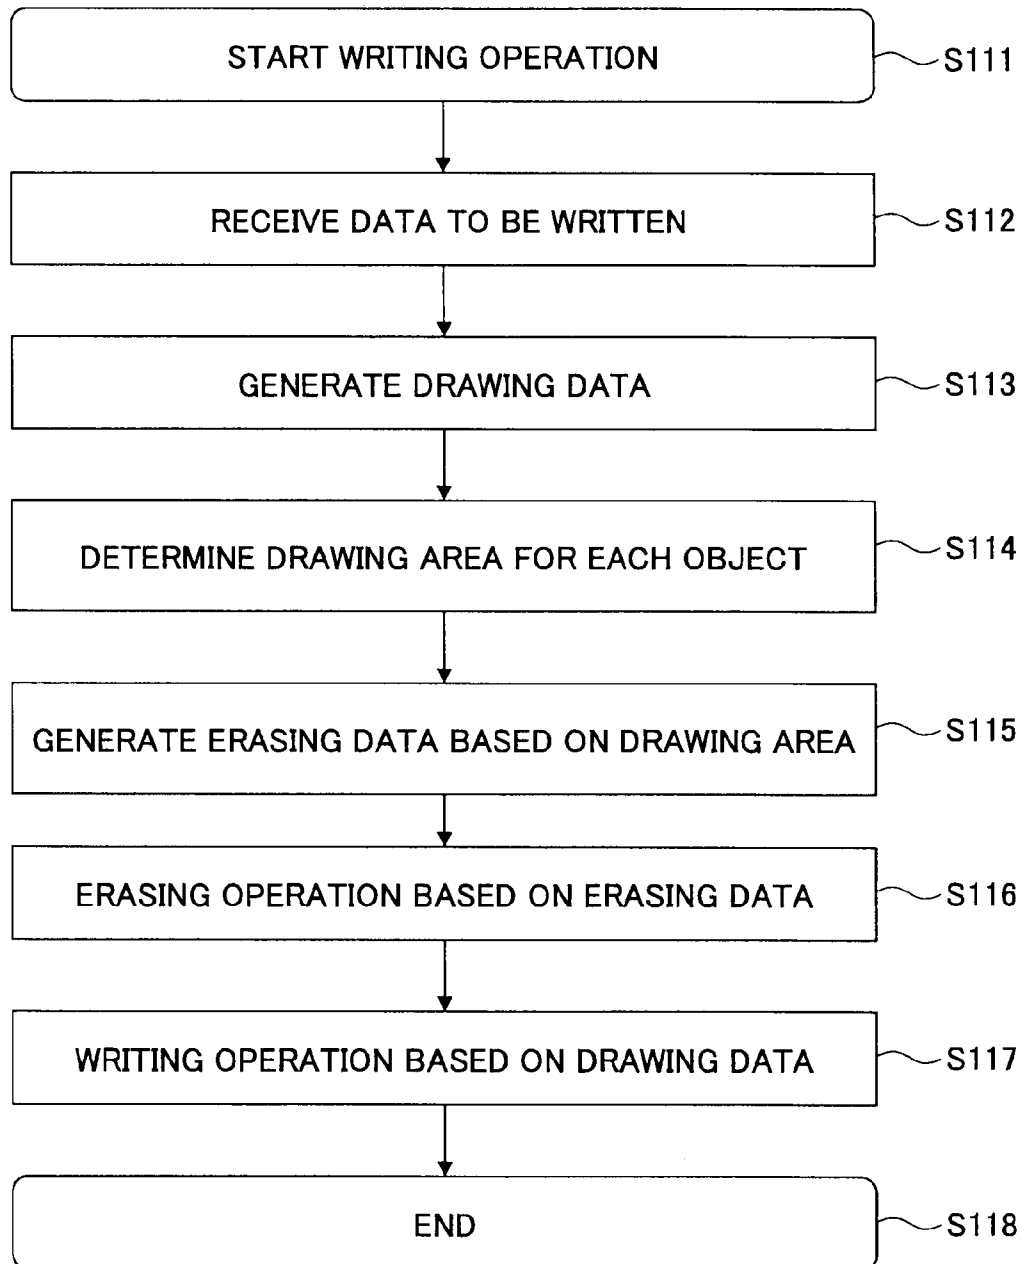 START WRITING OPERATION S111
RECEIVE DATA TO BE WRITTEN S112
GENERATE DRAWING DATA S113
DETERMINE DRAWING AREA FOR EACH OBJECT S114
GENERATE ERASING DATA BASED ON DRAWING AREA S115
ERASING OPERATION BASED ON ERASING DATA S116
WRITING OPERATION BASED ON DRAWING DATA S117
END S118